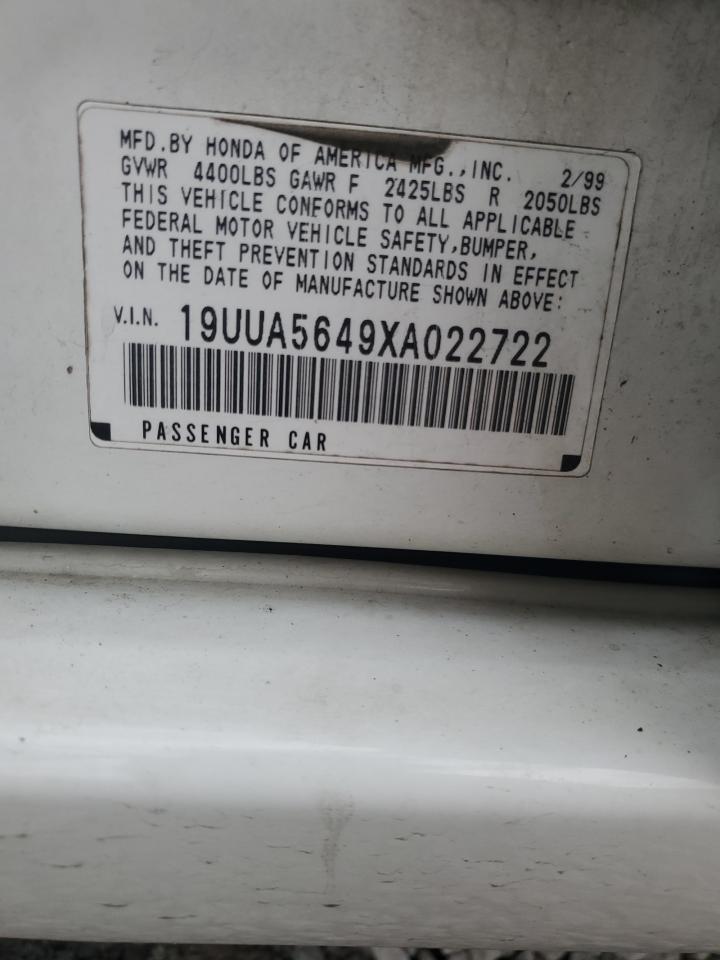 MFD.BY HONDA OF AMERICA MFG.,INC. 2/99
GVWR 4400LBS GAWR F 2425LBS R 2050LBS
THIS VEHICLE CONFORMS TO ALL APPLICABLE
FEDERAL MOTOR VEHICLE SAFETY,BUMPER,
AND THEFT PREVENTION STANDARDS IN EFFECT
ON THE DATE OF MANUFACTURE SHOWN ABOVE:
V.I.N. 19UUA5649XA022722
PASSENGER CAR